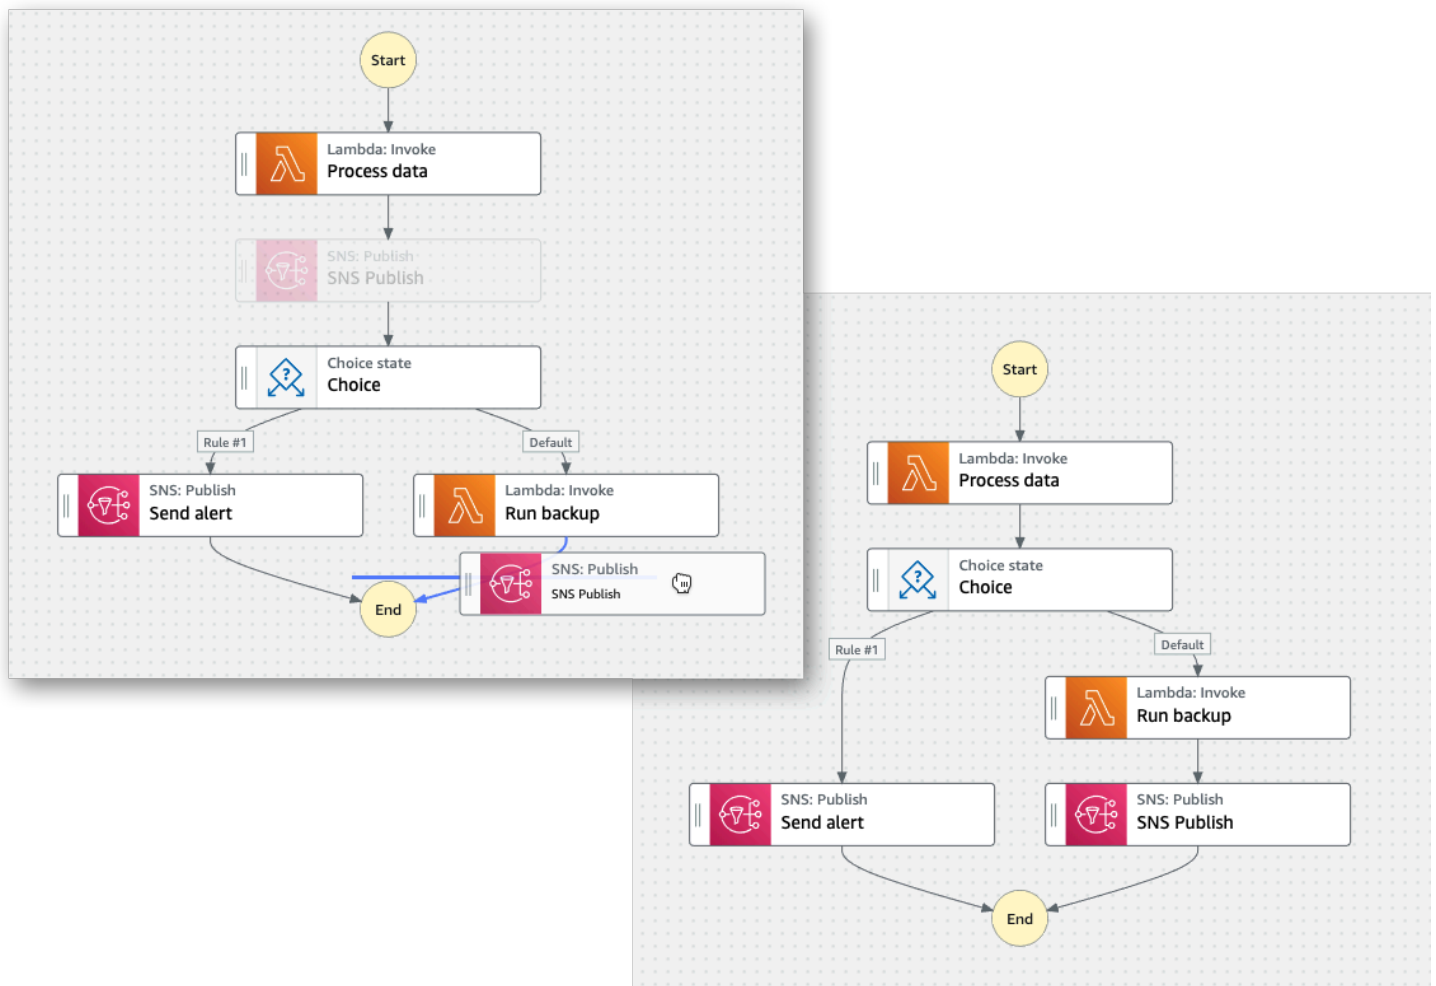 Start
Lambda: Invoke
Process data
SNS: Publish
SNS Publish
Choice state
Choice
Rule #1
Default
SNS: Publish
Send alert
Lambda: Invoke
Run backup
SNS: Publish
SNS Publish
End
Start
Lambda: Invoke
Process data
Choice state
Choice
Rule #1
Default
Lambda: Invoke
Run backup
SNS: Publish
Send alert
SNS: Publish
SNS Publish
End